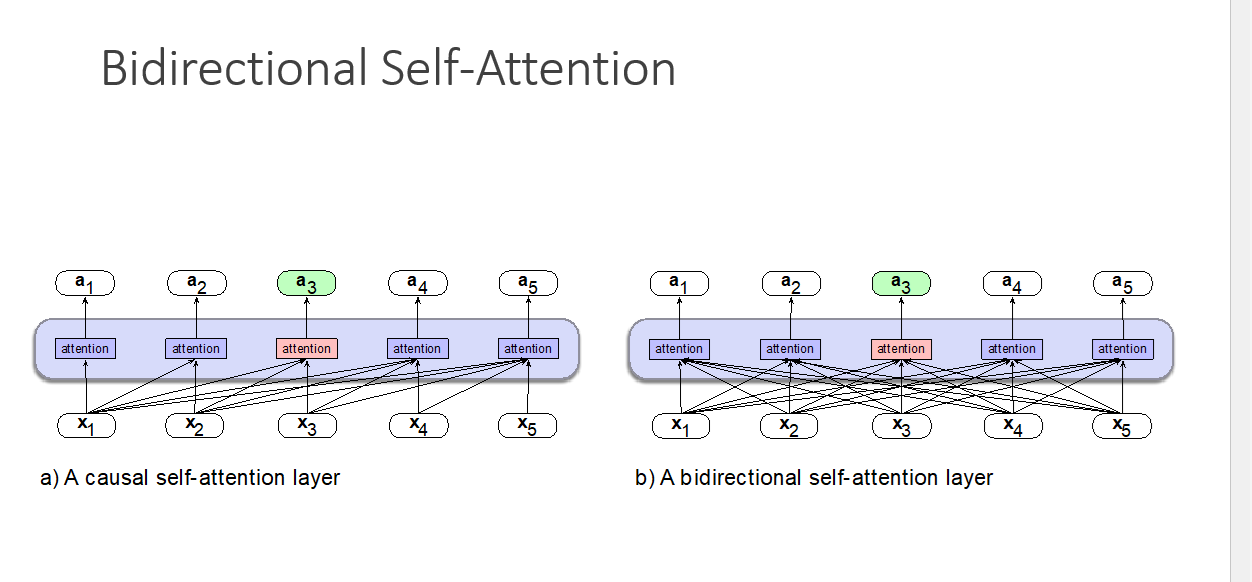 Bidirectional Self-Attention
a1 a2 a3 a4 a5
attention attention attention attention attention
x1 x2 x3 x4 x5
a) A causal self-attention layer
a1 a2 a3 a4 a5
attention attention attention attention attention
x1 x2 x3 x4 x5
b) A bidirectional self-attention layer